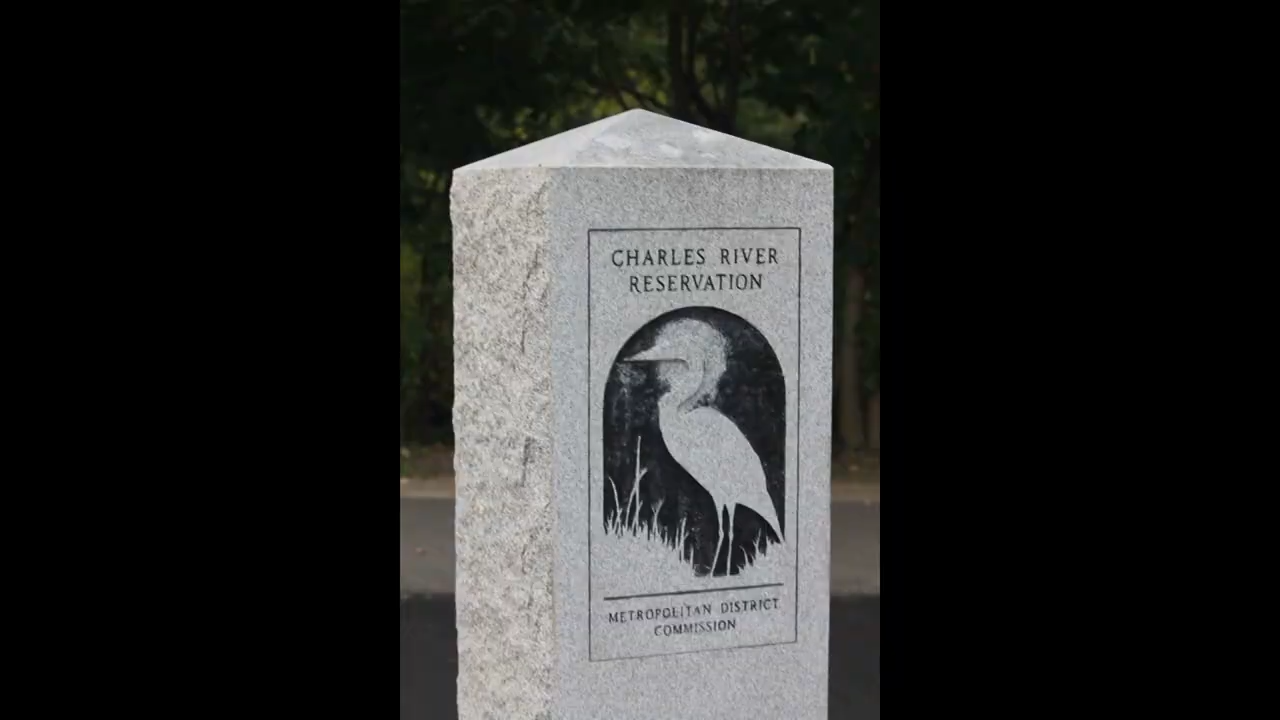 CHARLES RIVER
RESERVATION
METROPOLITAN DISTRICT
COMMISSION